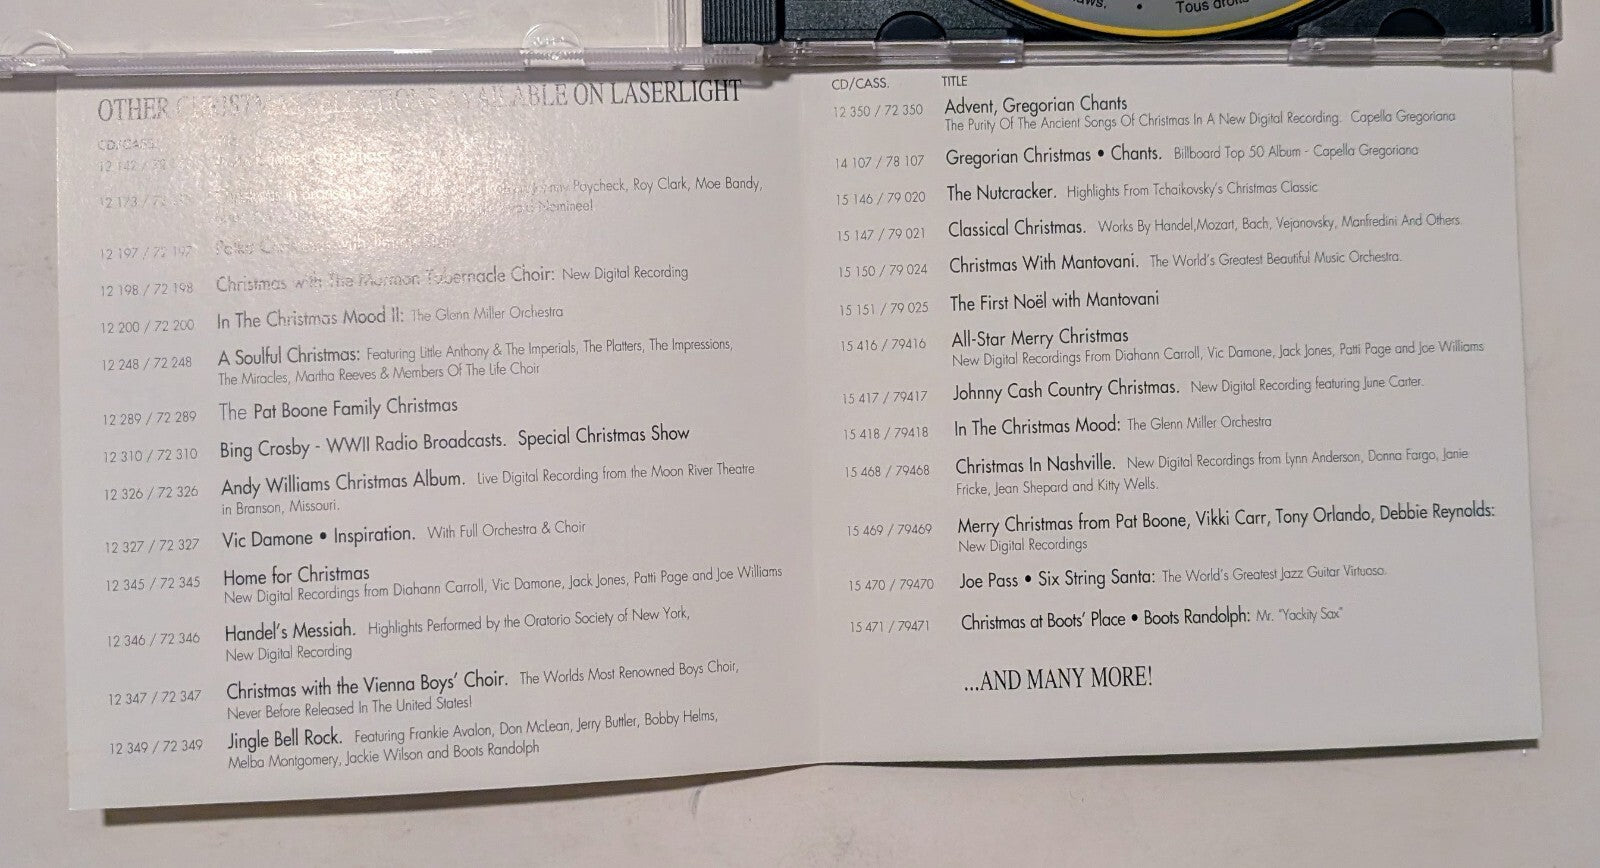 Tous droits
OTHER CHRISTMAS AVAILABLE ON LASERLIGHT
CD/CASS.
12 142 /
12 173 / Paycheck, Roy Clark, Moe Bandy,
Nominee!
12 197 / 72 197 Polka Christmas
12 198 / 72 198 Christmas with The Mormon Tabernacle Choir: New Digital Recording
12 200 / 72 200 In The Christmas Mood II: The Glenn Miller Orchestra
12 248 / 72 248 A Soulful Christmas: Featuring Little Anthony & The Imperials, The Platters, The Impressions,
The Miracles, Martha Reeves & Members Of The Life Choir
12 289 / 72 289 The Pat Boone Family Christmas
12 310 / 72 310 Bing Crosby - WWII Radio Broadcasts. Special Christmas Show
12 326 / 72 326 Andy Williams Christmas Album. Live Digital Recording from the Moon River Theatre
in Branson, Missouri.
12 327 / 72 327 Vic Damone • Inspiration. With Full Orchestra & Choir
12 345 / 72 345 Home for Christmas
New Digital Recordings from Diahann Carroll, Vic Damone, Jack Jones, Patti Page and Joe Williams
12 346 / 72 346 Handel's Messiah. Highlights Performed by the Oratorio Society of New York,
New Digital Recording
12 347 / 72 347 Christmas with the Vienna Boys' Choir. The Worlds Most Renowned Boys Choir,
Never Before Released In The United States!
12 349 / 72 349 Jingle Bell Rock. Featuring Frankie Avalon, Don McLean, Jerry Buttler, Bobby Helms,
Melba Montgomery, Jackie Wilson and Boots Randolph
CD/CASS. TITLE
12 350 / 72 350 Advent, Gregorian Chants
The Purity Of The Ancient Songs Of Christmas In A New Digital Recording. Capella Gregoriana
14 107 / 78 107 Gregorian Christmas • Chants. Billboard Top 50 Album - Capella Gregoriana
15 146 / 79 020 The Nutcracker. Highlights From Tchaikovsky's Christmas Classic
15 147 / 79 021 Classical Christmas. Works By Handel,Mozart, Bach, Vejanovsky, Manfredini And Others.
15 150 / 79 024 Christmas With Mantovani. The World's Greatest Beautiful Music Orchestra.
15 151 / 79 025 The First Noël with Mantovani
15 416 / 79416 All-Star Merry Christmas
New Digital Recordings From Diahann Carroll, Vic Damone, Jack Jones, Patti Page and Joe Williams
15 417 / 79417 Johnny Cash Country Christmas. New Digital Recording featuring June Carter.
15 418 / 79418 In The Christmas Mood: The Glenn Miller Orchestra
15 468 / 79468 Christmas In Nashville. New Digital Recordings from Lynn Anderson, Donna Fargo, Janie
Fricke, Jean Shepard and Kitty Wells.
15 469 / 79469 Merry Christmas from Pat Boone, Vikki Carr, Tony Orlando, Debbie Reynolds:
New Digital Recordings
15 470 / 79470 Joe Pass • Six String Santa: The World's Greatest Jazz Guitar Virtuoso.
15 471 / 79471 Christmas at Boots' Place • Boots Randolph: Mr. "Yackity Sax"
...AND MANY MORE!